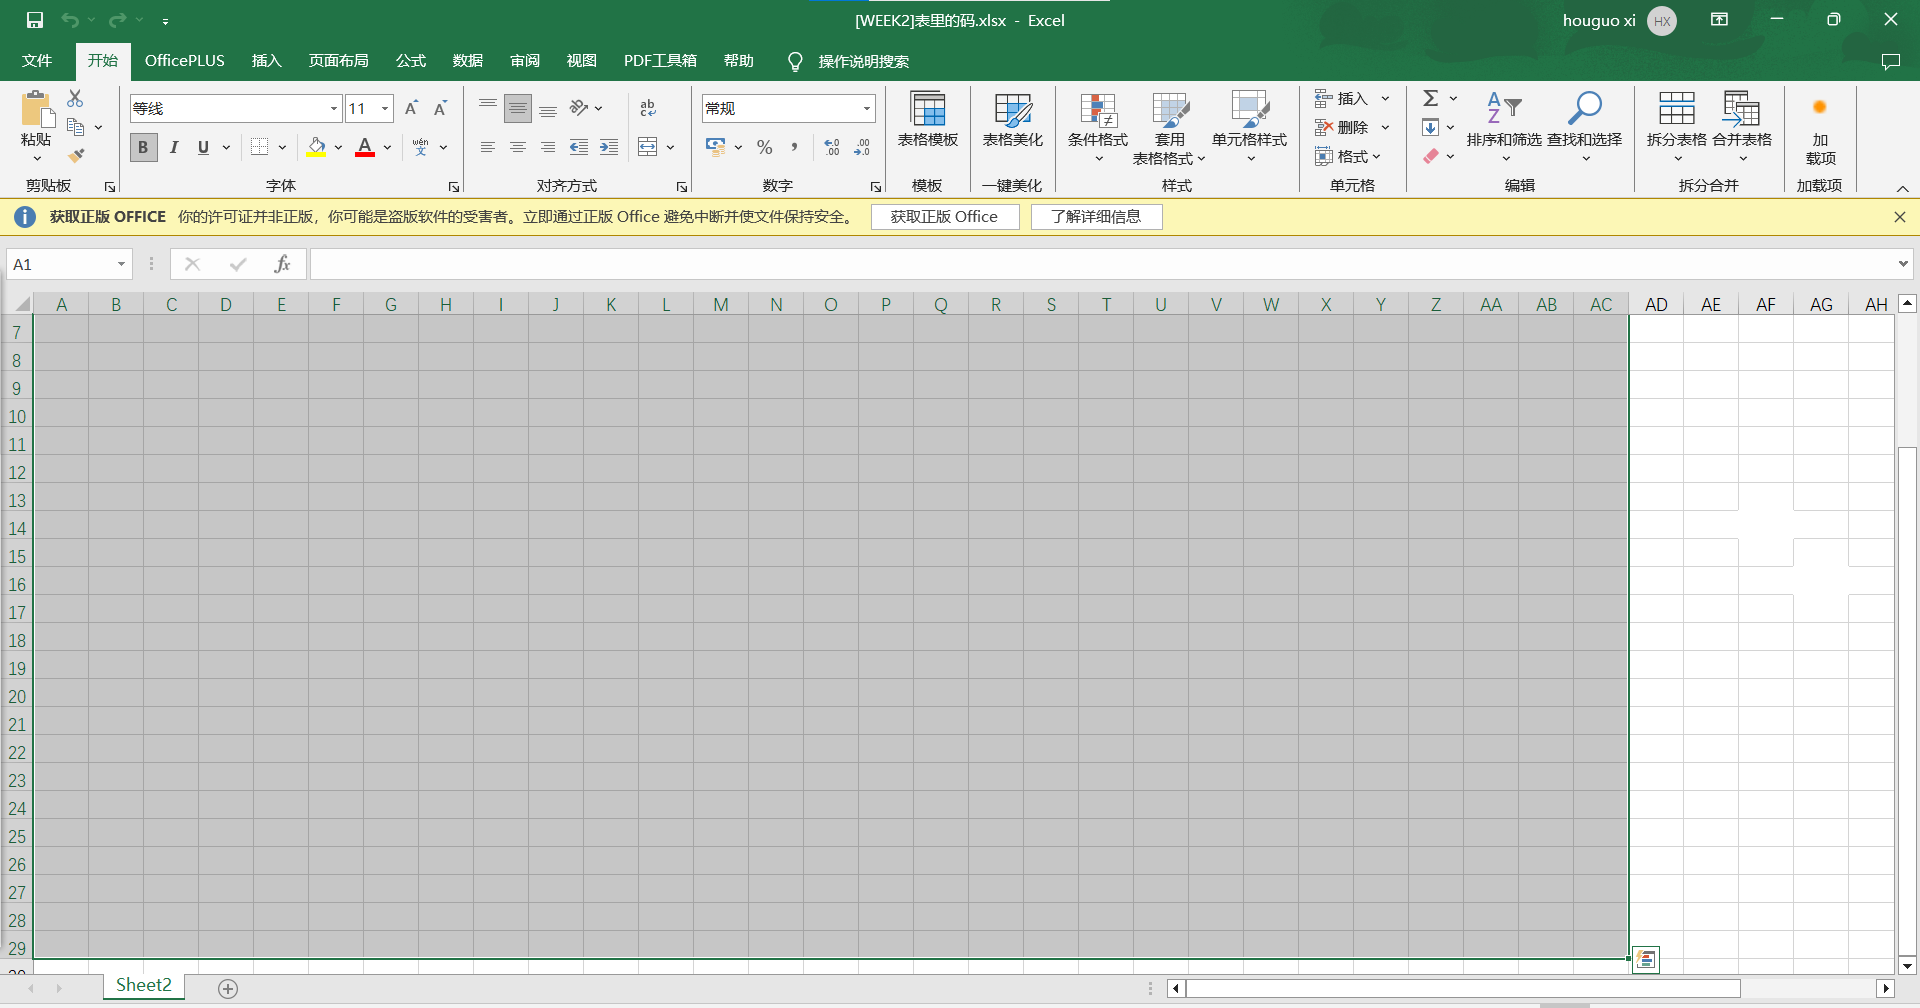 [WEEK2]表里的码.xlsx - Excel
houguo xi
HX
文件 开始 OfficePLUS 插入 页面布局 公式 数据 审阅 视图 PDF工具箱 帮助 操作说明搜索
粘贴
剪贴板
等线 11
B I U A wén 文
字体
ab c
对齐方式
常规
% , .00 .0
数字
表格模板
模板
表格美化
一键美化
条件格式
套用
表格格式
单元格样式
样式
插入
删除
格式
单元格
Σ
排序和筛选
查找和选择
编辑
拆分表格
合并表格
拆分合并
加
载项
加载项
获取正版 OFFICE 你的许可证并非正版，你可能是盗版软件的受害者。立即通过正版 Office 避免中断并使文件保持安全。 获取正版 Office 了解详细信息
A1 fx
A B C D E F G H I J K L M N O P Q R S T U V W X Y Z AA AB AC AD AE AF AG AH
7
8
9
10
11
12
13
14
15
16
17
18
19
20
21
22
23
24
25
26
27
28
29
Sheet2